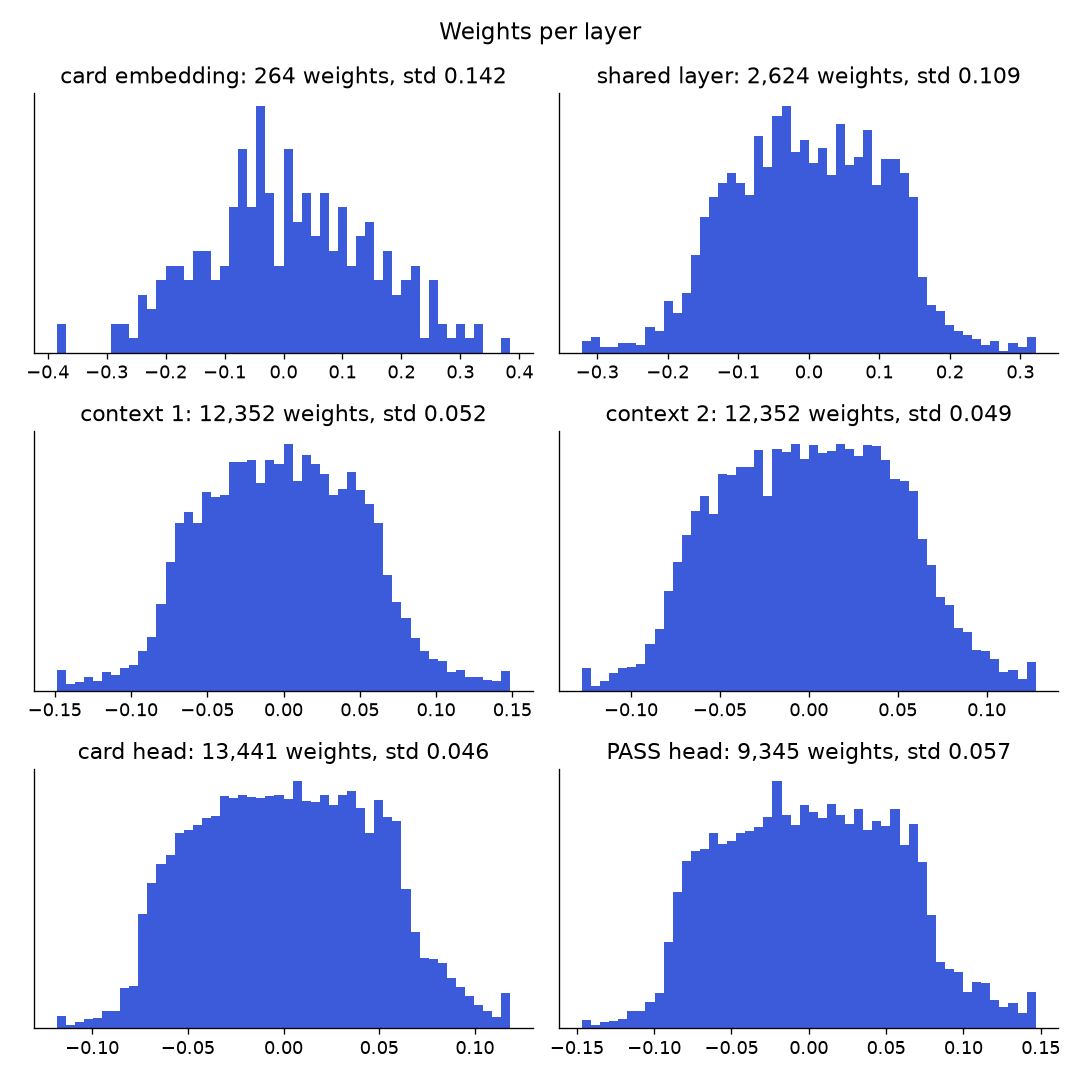 Weights per layer
card embedding: 264 weights, std 0.142
−0.4 −0.3 −0.2 −0.1 0.0 0.1 0.2 0.3 0.4
shared layer: 2,624 weights, std 0.109
−0.3 −0.2 −0.1 0.0 0.1 0.2 0.3
context 1: 12,352 weights, std 0.052
−0.15 −0.10 −0.05 0.00 0.05 0.10 0.15
context 2: 12,352 weights, std 0.049
−0.10 −0.05 0.00 0.05 0.10
card head: 13,441 weights, std 0.046
−0.10 −0.05 0.00 0.05 0.10
PASS head: 9,345 weights, std 0.057
−0.15 −0.10 −0.05 0.00 0.05 0.10 0.15